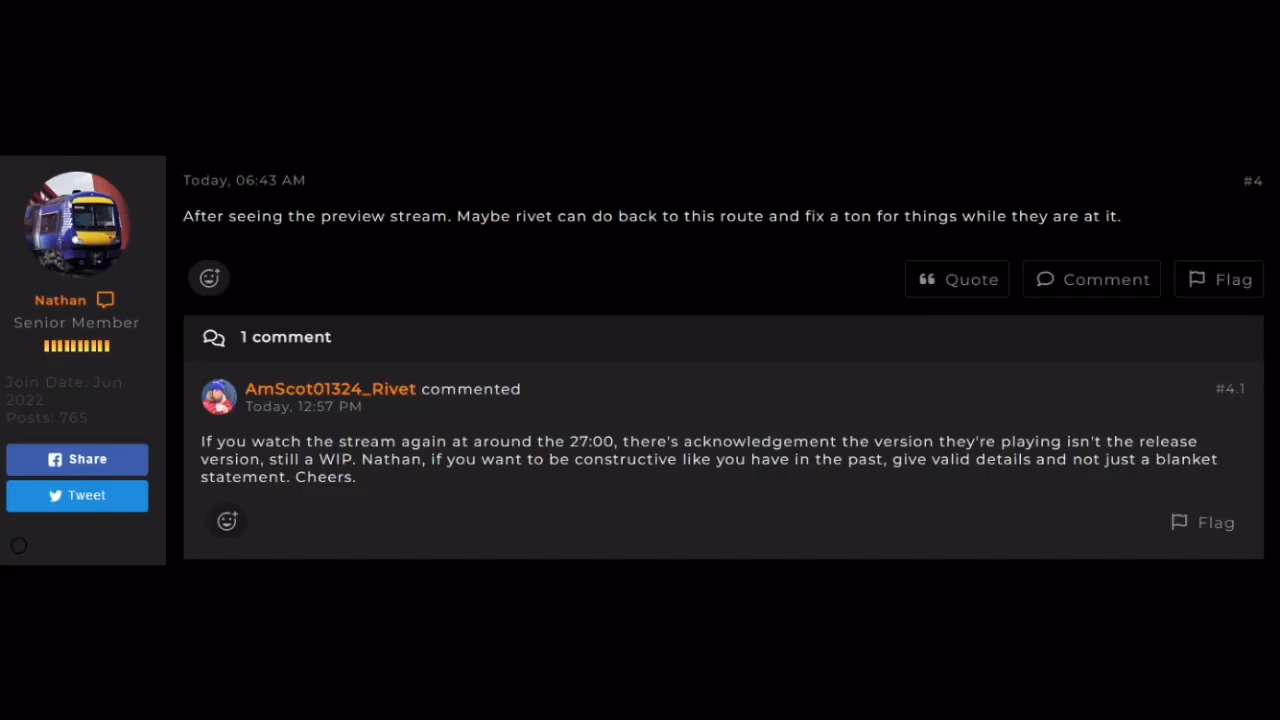 Today, 06:43 AM
#4
After seeing the preview stream. Maybe rivet can do back to this route and fix a ton for things while they are at it.
Nathan
Senior Member
Join Date: Jun
2022
Posts: 765
Share
Tweet
Quote
Comment
Flag
1 comment
AmScot01324_Rivet commented
#4.1
Today, 12:57 PM
If you watch the stream again at around the 27:00, there's acknowledgement the version they're playing isn't the release
version, still a WIP. Nathan, if you want to be constructive like you have in the past, give valid details and not just a blanket
statement. Cheers.
Flag